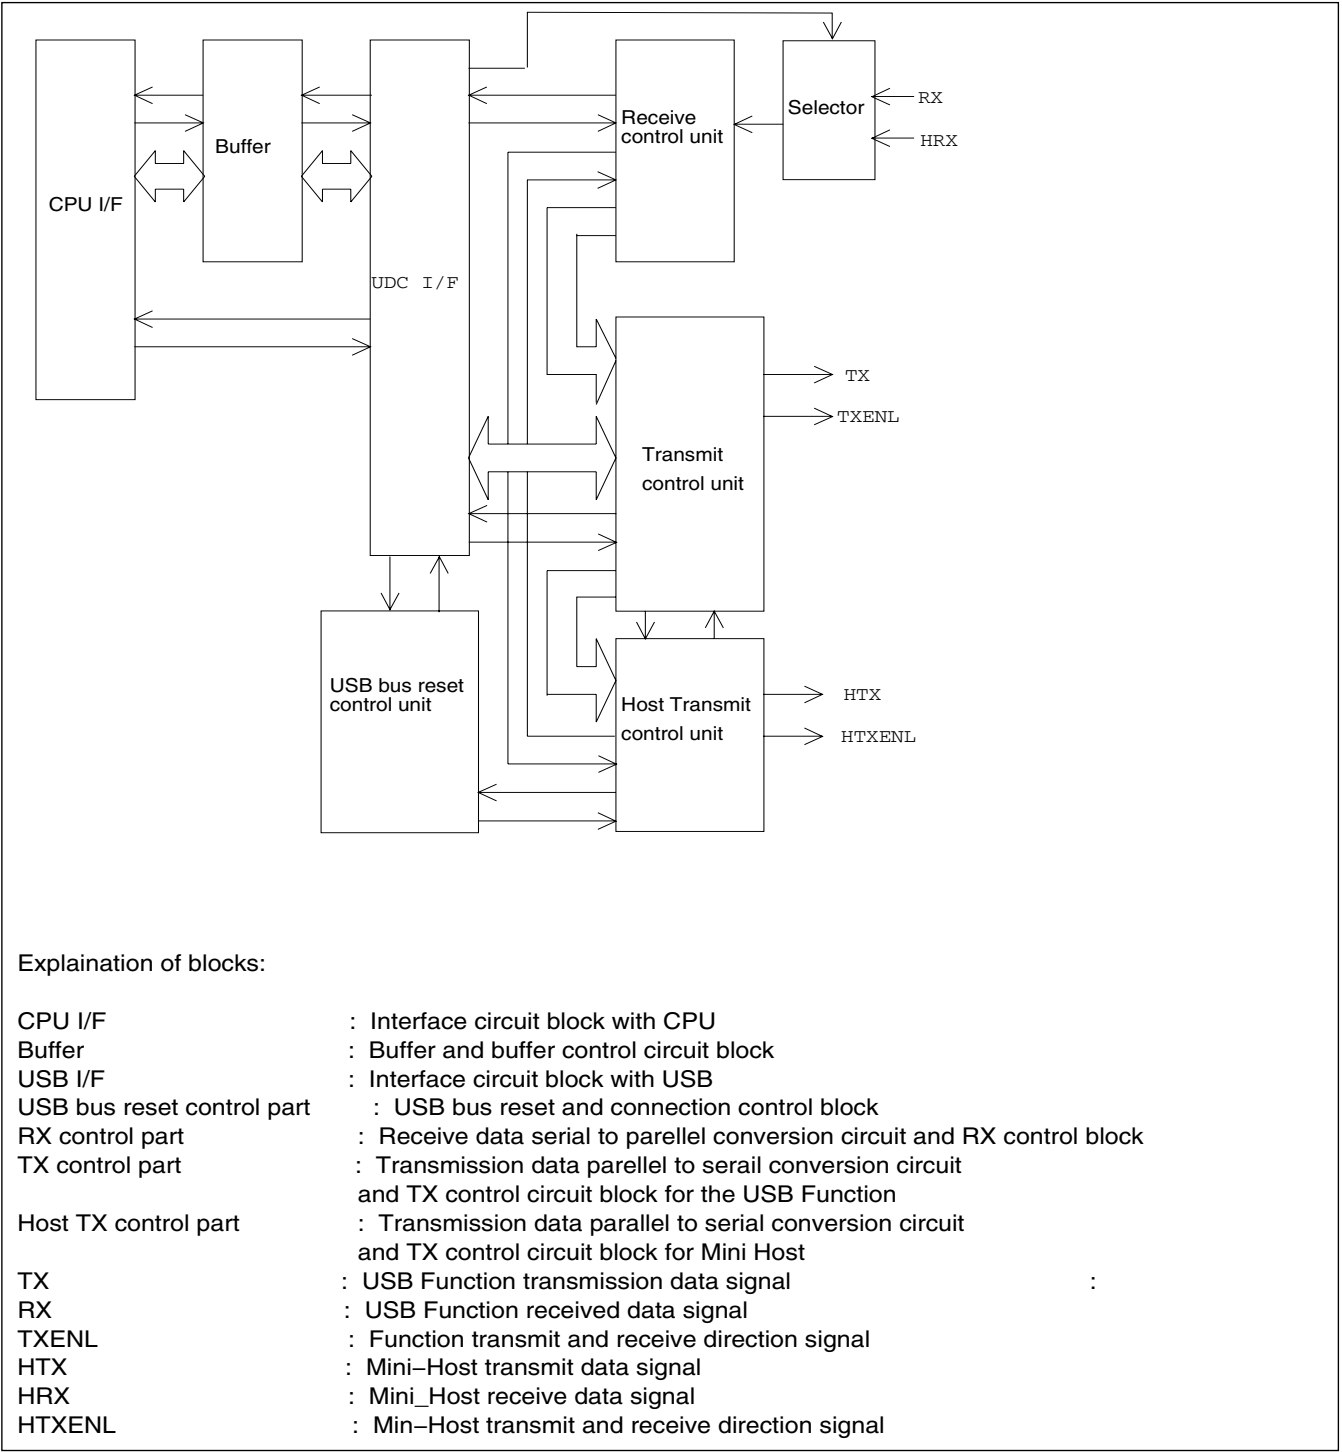 RX
HRX
Selector
Receive
control unit
Buffer
CPU I/F
UDC I/F
TX
TXENL
Transmit
control unit
USB bus reset
control unit
Host Transmit
control unit
HTX
HTXENL
Explaination of blocks:
CPU I/F : Interface circuit block with CPU
Buffer : Buffer and buffer control circuit block
USB I/F : Interface circuit block with USB
USB bus reset control part : USB bus reset and connection control block
RX control part : Receive data serial to parellel conversion circuit and RX control block
TX control part : Transmission data parellel to serail conversion circuit
and TX control circuit block for the USB Function
Host TX control part : Transmission data parallel to serial conversion circuit
and TX control circuit block for Mini Host
TX : USB Function transmission data signal :
RX : USB Function received data signal
TXENL : Function transmit and receive direction signal
HTX : Mini−Host transmit data signal
HRX : Mini_Host receive data signal
HTXENL : Min−Host transmit and receive direction signal